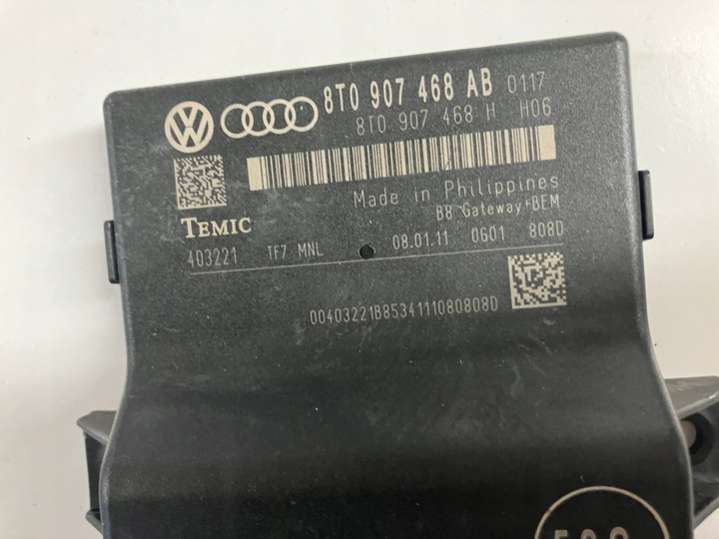 8T0 907 468 AB 0117
8T0 907 468 H H06
Made in Philippines
B8 Gateway+BEM
TEMIC
403221 TF7 MNL 08.01.11 0601 808D
00403221B85341111080808D